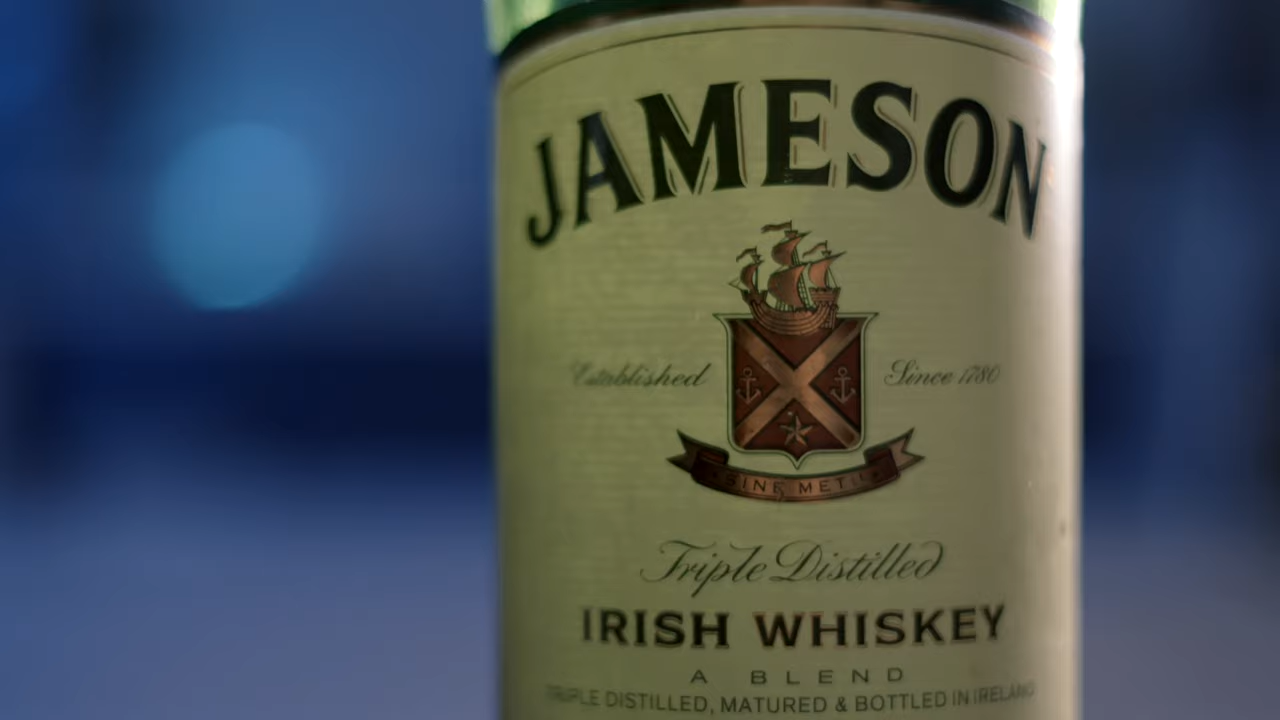 JAMESON
Established Since 1780
SINE METU
Triple Distilled
IRISH WHISKEY
A BLEND
TRIPLE DISTILLED, MATURED & BOTTLED IN IRELAND